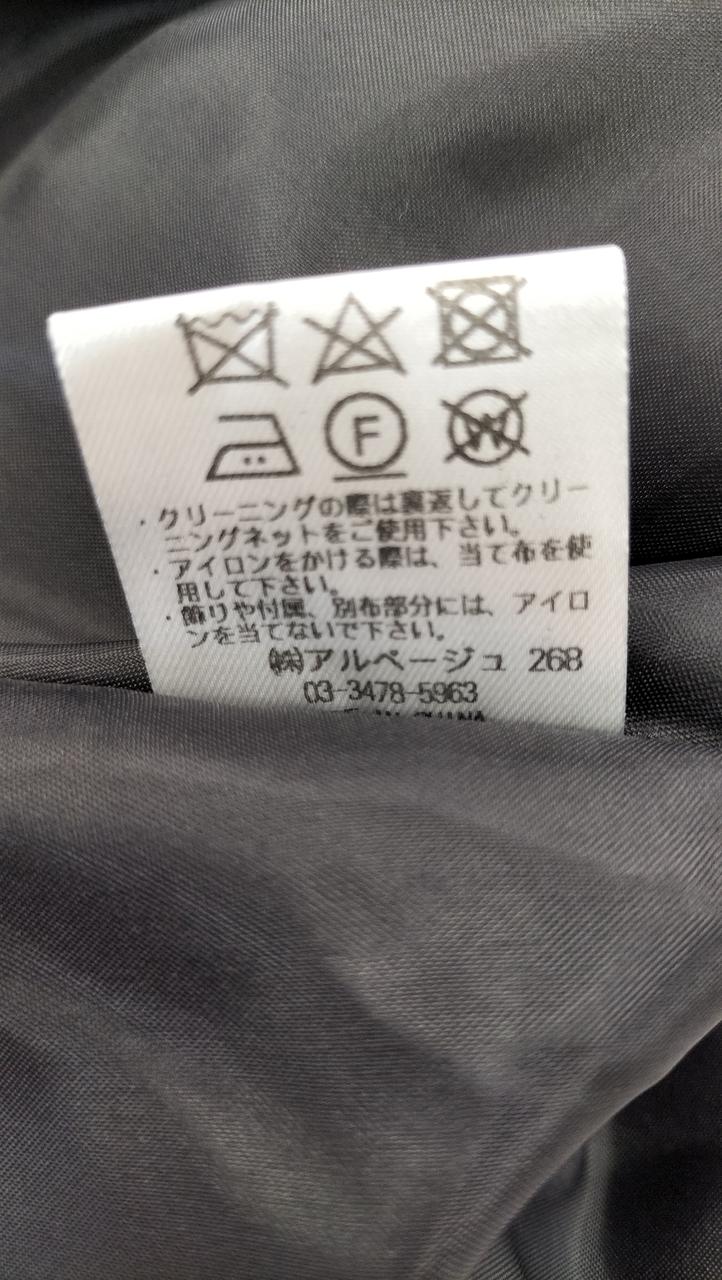 F
W
・クリーニングの際は裏返してクリー
ニングネットをご使用下さい。
・アイロンをかける際は、当て布を使
用して下さい。
・飾りや付属、別布部分には、アイロ
ンを当てないで下さい。
㈱アルページュ 268
03-3478-5963